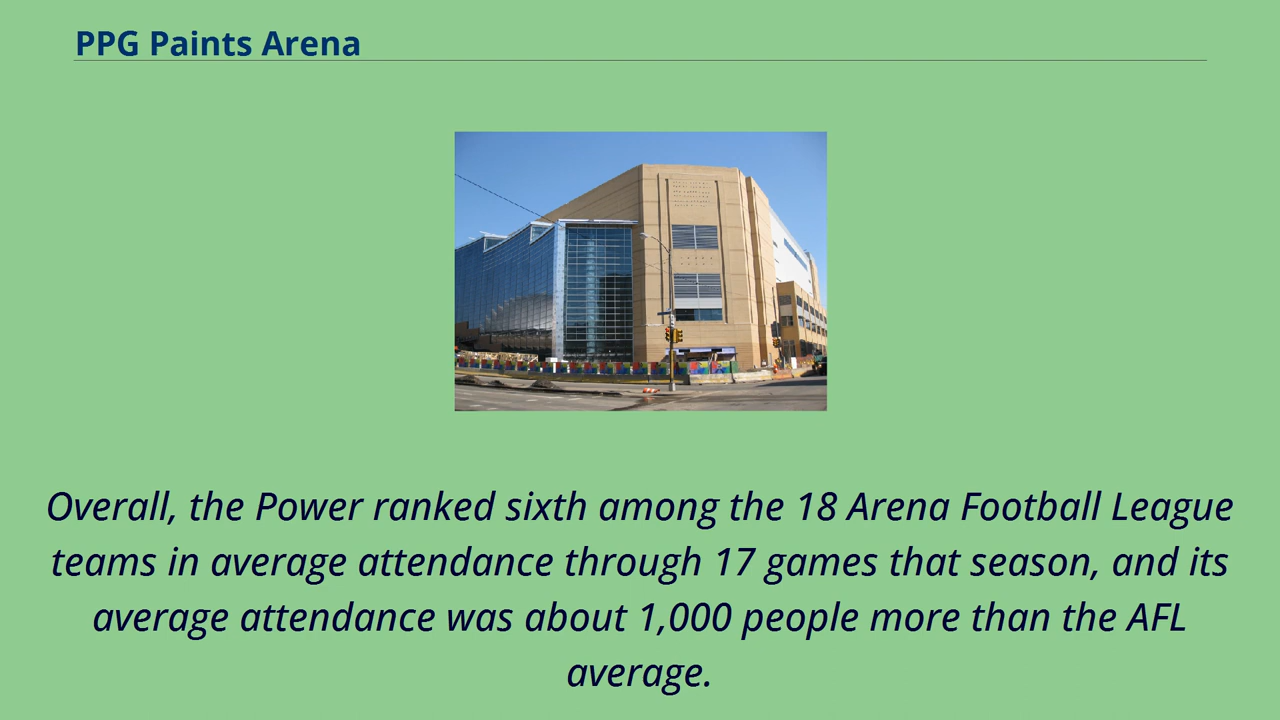 PPG Paints Arena
Overall, the Power ranked sixth among the 18 Arena Football League
teams in average attendance through 17 games that season, and its
average attendance was about 1,000 people more than the AFL
average.